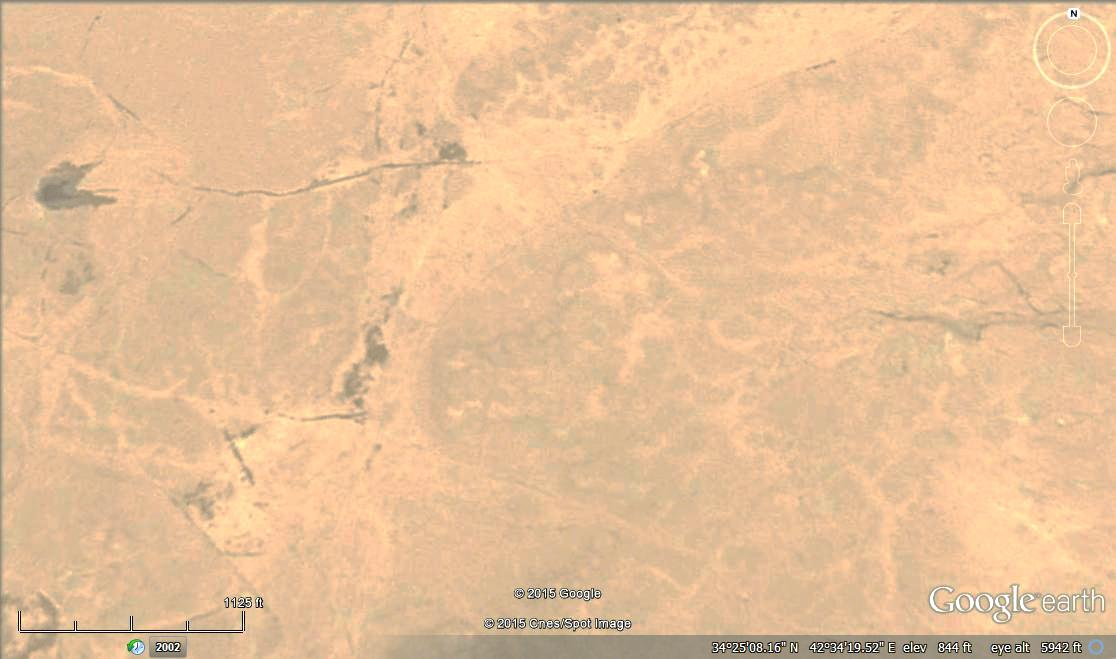 N
1125 ft
© 2015 Google
© 2015 Cnes/Spot Image
Google earth
2002
34°25'08.16" N 42°34'19.52" E elev 844 ft eye alt 5942 ft